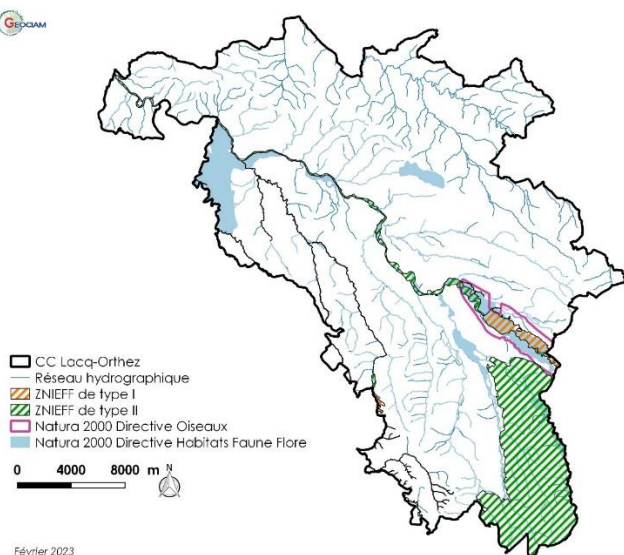 GEOCIAM
CC Lacq-Orthez
Réseau hydrographique
ZNIEFF de type I
ZNIEFF de type II
Natura 2000 Directive Oiseaux
Natura 2000 Directive Habitats Faune Flore
0 4000 8000 m N
Février 2023